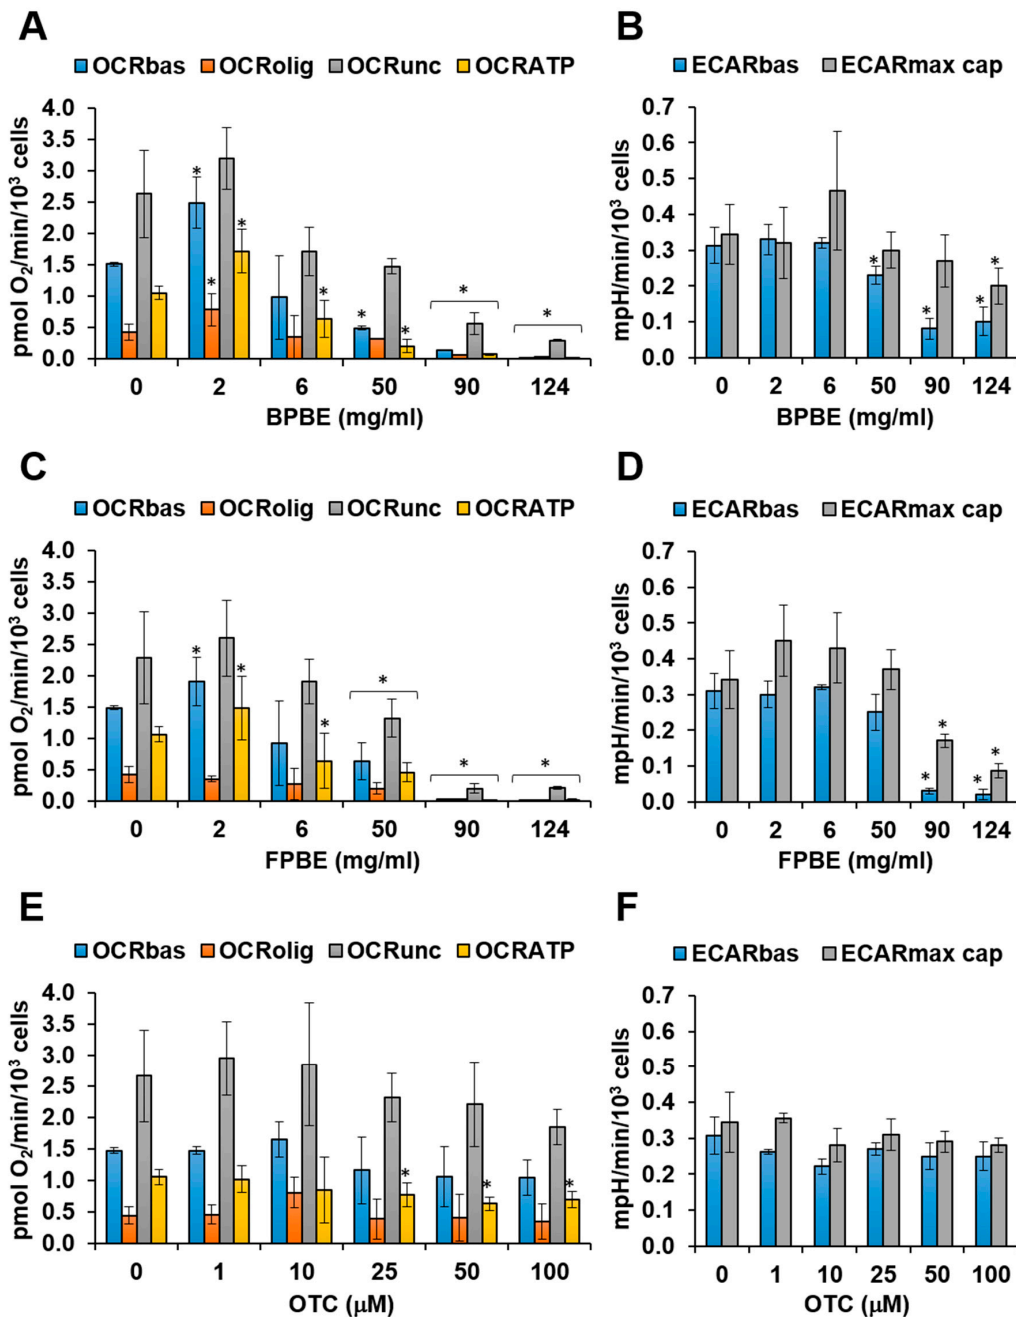 A
OCRbas OCRolig OCRunc OCRATP
pmol O₂/min/10³ cells
4.0
3.5
3.0
2.5
2.0
1.5
1.0
0.5
0.0
* * * * * * * *
0 2 6 50 90 124
BPBE (mg/ml)
B
ECARbas ECARmax cap
mpH/min/10³ cells
0.7
0.6
0.5
0.4
0.3
0.2
0.1
0.0
* * * *
0 2 6 50 90 124
BPBE (mg/ml)
C
OCRbas OCRolig OCRunc OCRATP
pmol O₂/min/10³ cells
4.0
3.5
3.0
2.5
2.0
1.5
1.0
0.5
0.0
* * * * * *
0 2 6 50 90 124
FPBE (mg/ml)
D
ECARbas ECARmax cap
mpH/min/10³ cells
0.7
0.6
0.5
0.4
0.3
0.2
0.1
0.0
* * * *
0 2 6 50 90 124
FPBE (mg/ml)
E
OCRbas OCRolig OCRunc OCRATP
pmol O₂/min/10³ cells
4.0
3.5
3.0
2.5
2.0
1.5
1.0
0.5
0.0
* * *
0 1 10 25 50 100
OTC (μM)
F
ECARbas ECARmax cap
mpH/min/10³ cells
0.7
0.6
0.5
0.4
0.3
0.2
0.1
0.0
0 1 10 25 50 100
OTC (μM)